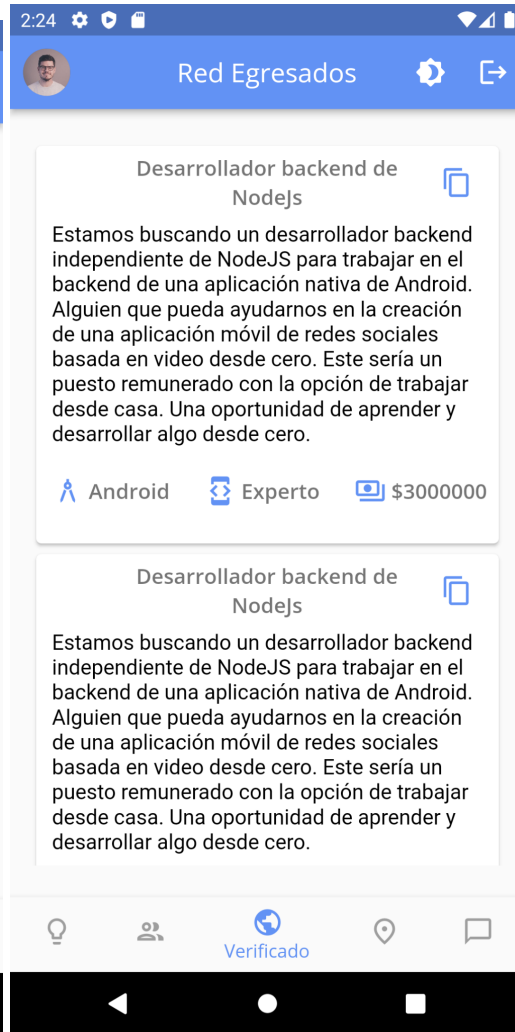 2:24
Red Egresados
Desarrollador backend de
NodeJs
Estamos buscando un desarrollador backend
independiente de NodeJS para trabajar en el
backend de una aplicación nativa de Android.
Alguien que pueda ayudarnos en la creación
de una aplicación móvil de redes sociales
basada en video desde cero. Este sería un
puesto remunerado con la opción de trabajar
desde casa. Una oportunidad de aprender y
desarrollar algo desde cero.
Android Experto $3000000
Desarrollador backend de
NodeJs
Estamos buscando un desarrollador backend
independiente de NodeJS para trabajar en el
backend de una aplicación nativa de Android.
Alguien que pueda ayudarnos en la creación
de una aplicación móvil de redes sociales
basada en video desde cero. Este sería un
puesto remunerado con la opción de trabajar
desde casa. Una oportunidad de aprender y
desarrollar algo desde cero.
Verificado